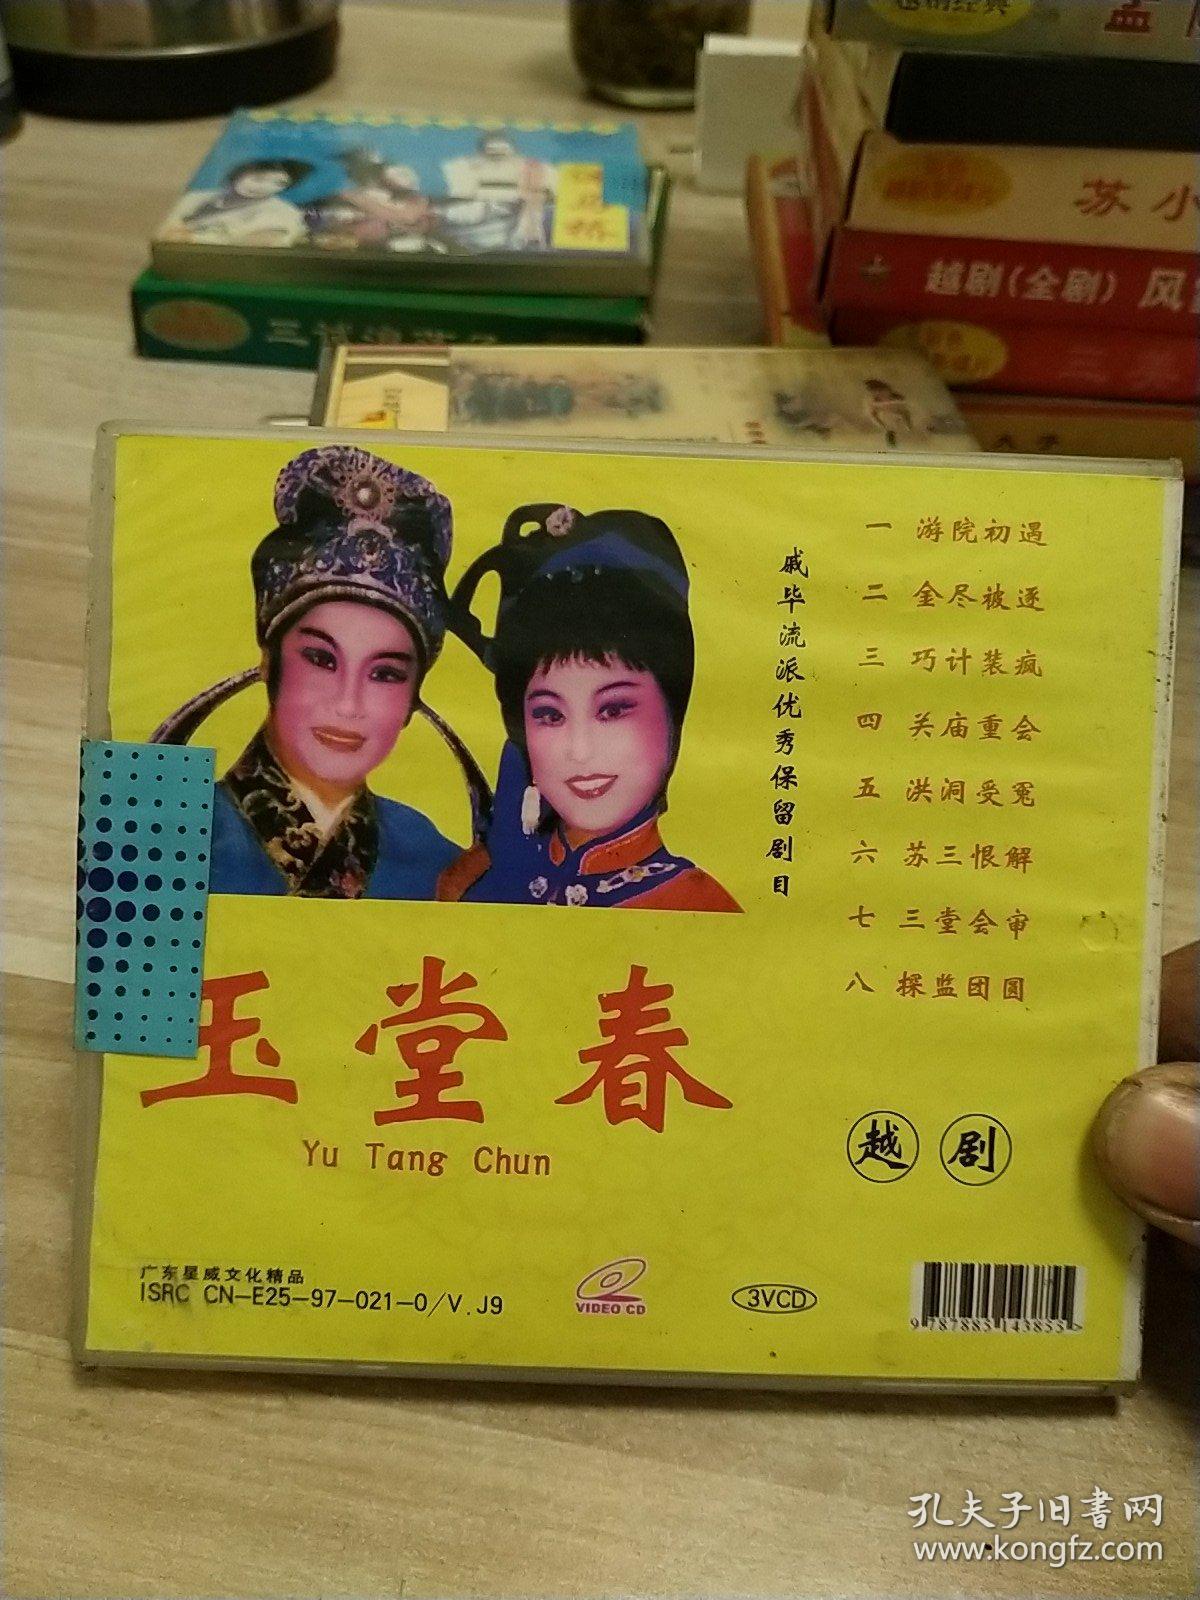 苏小
越剧(全剧) 风
戚毕流派优秀保留剧目
一 游院初遇
二 金尽被逐
三 巧计装疯
四 关庙重会
五 洪洞受冤
六 苏三恨解
七 三堂会审
八 探监团圆
玉堂春
Yu Tang Chun
越剧
广东星威文化精品
ISRC CN-E25-97-021-0/V.J9
VIDEO CD
3VCD
9 787885 143855 >
孔夫子旧书网
www.kongfz.com